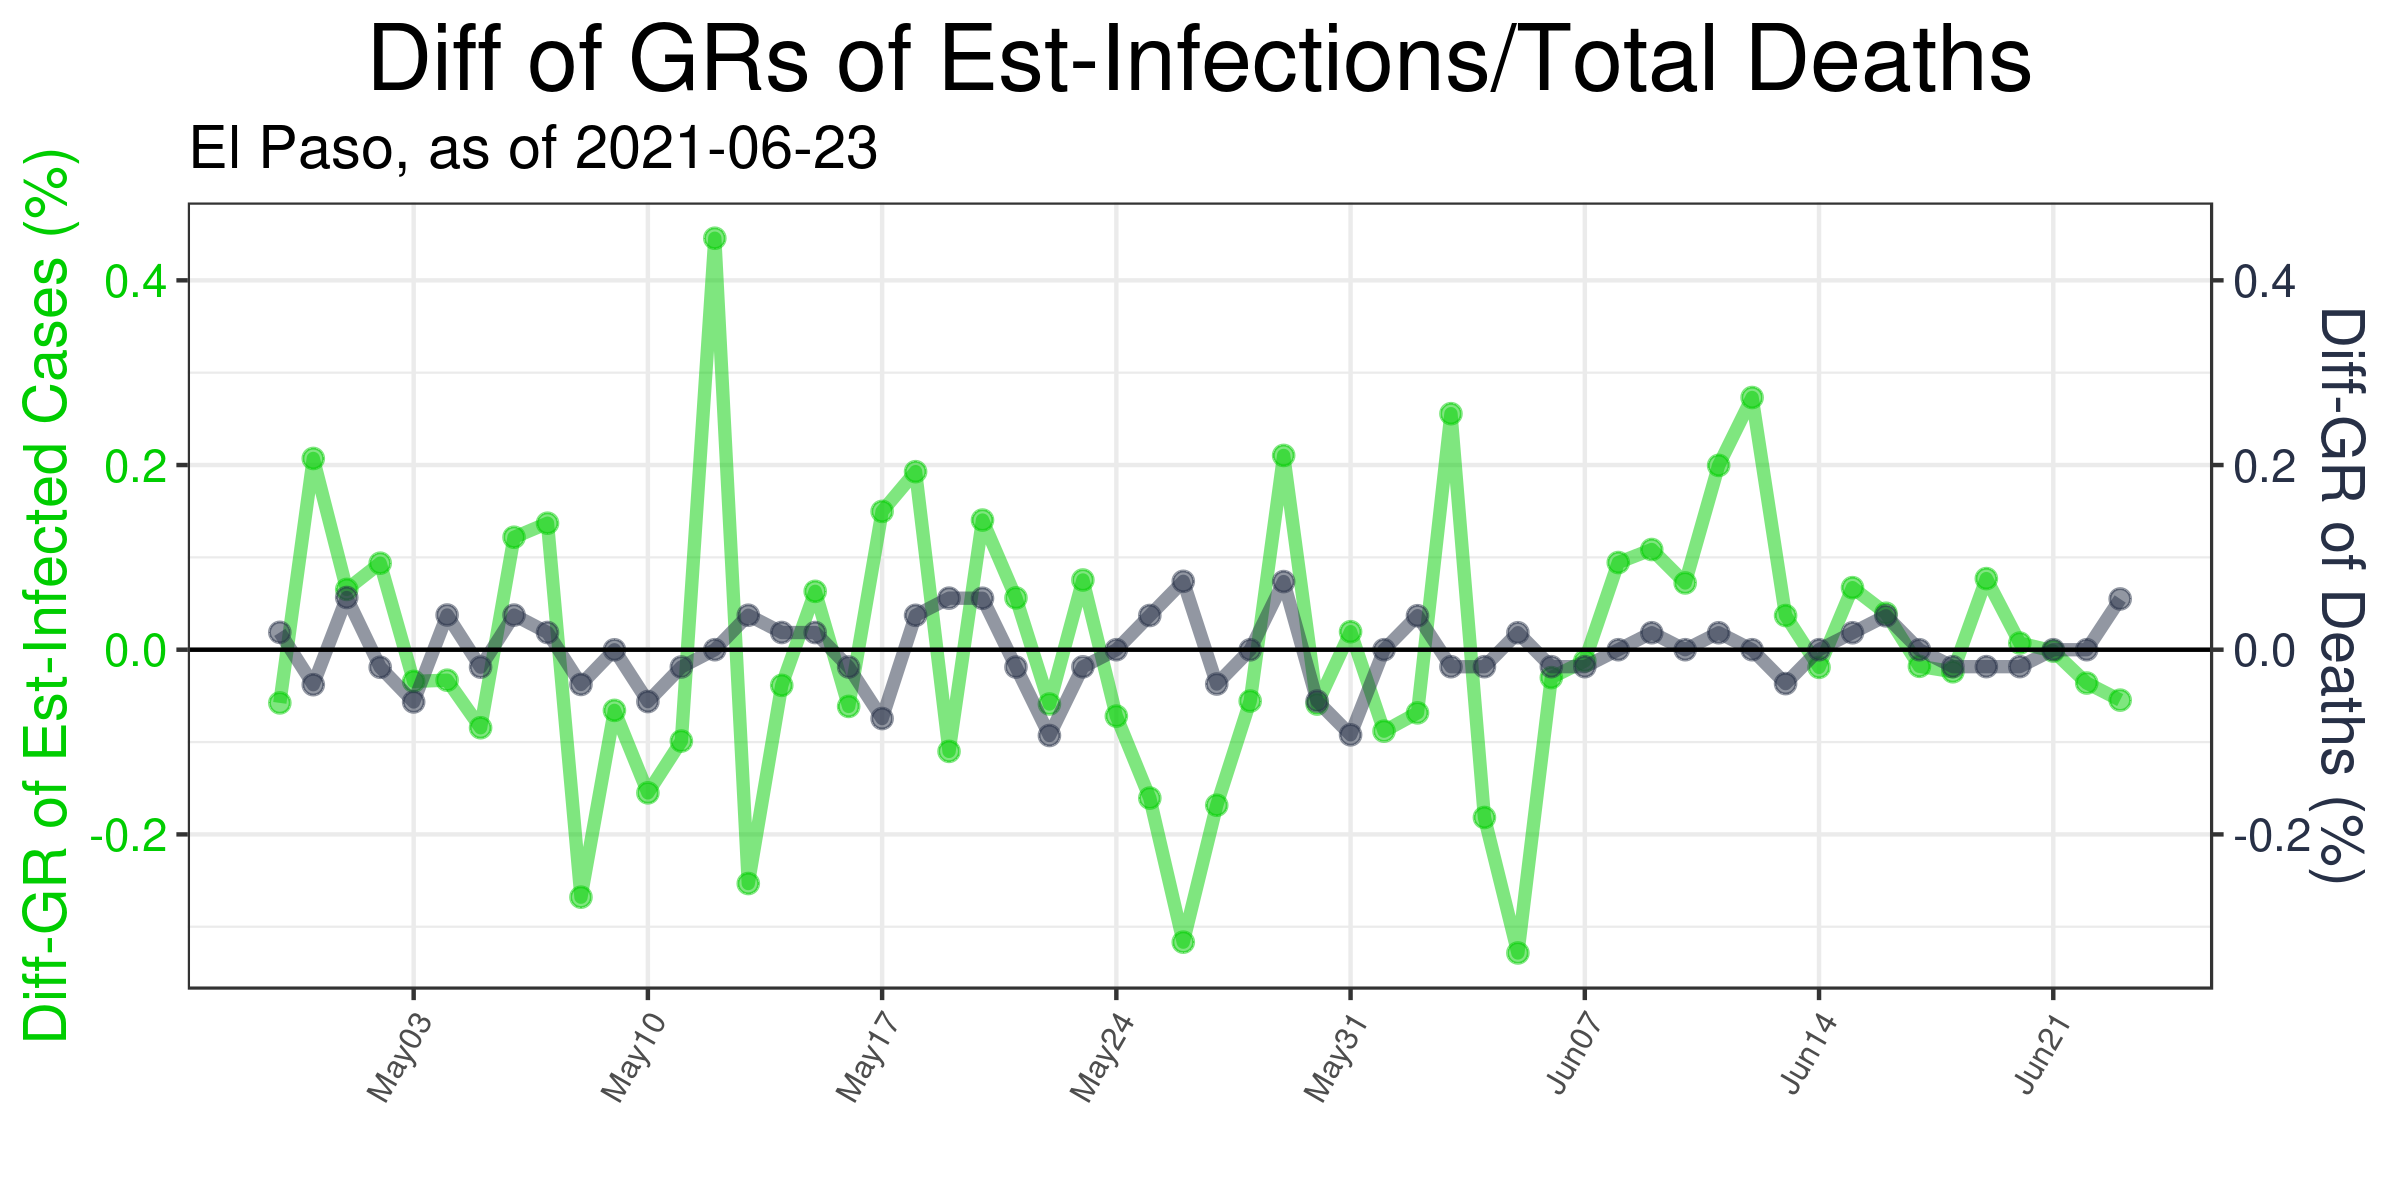 Diff of GRs of Est-Infections/Total Deaths
El Paso, as of 2021-06-23
Diff-GR of Est-Infected Cases (%)
0.4
0.2
0.0
-0.2
0.4
0.2
0.0
-0.2
Diff-GR of Deaths (%)
May03
May10
May17
May24
May31
Jun07
Jun14
Jun21